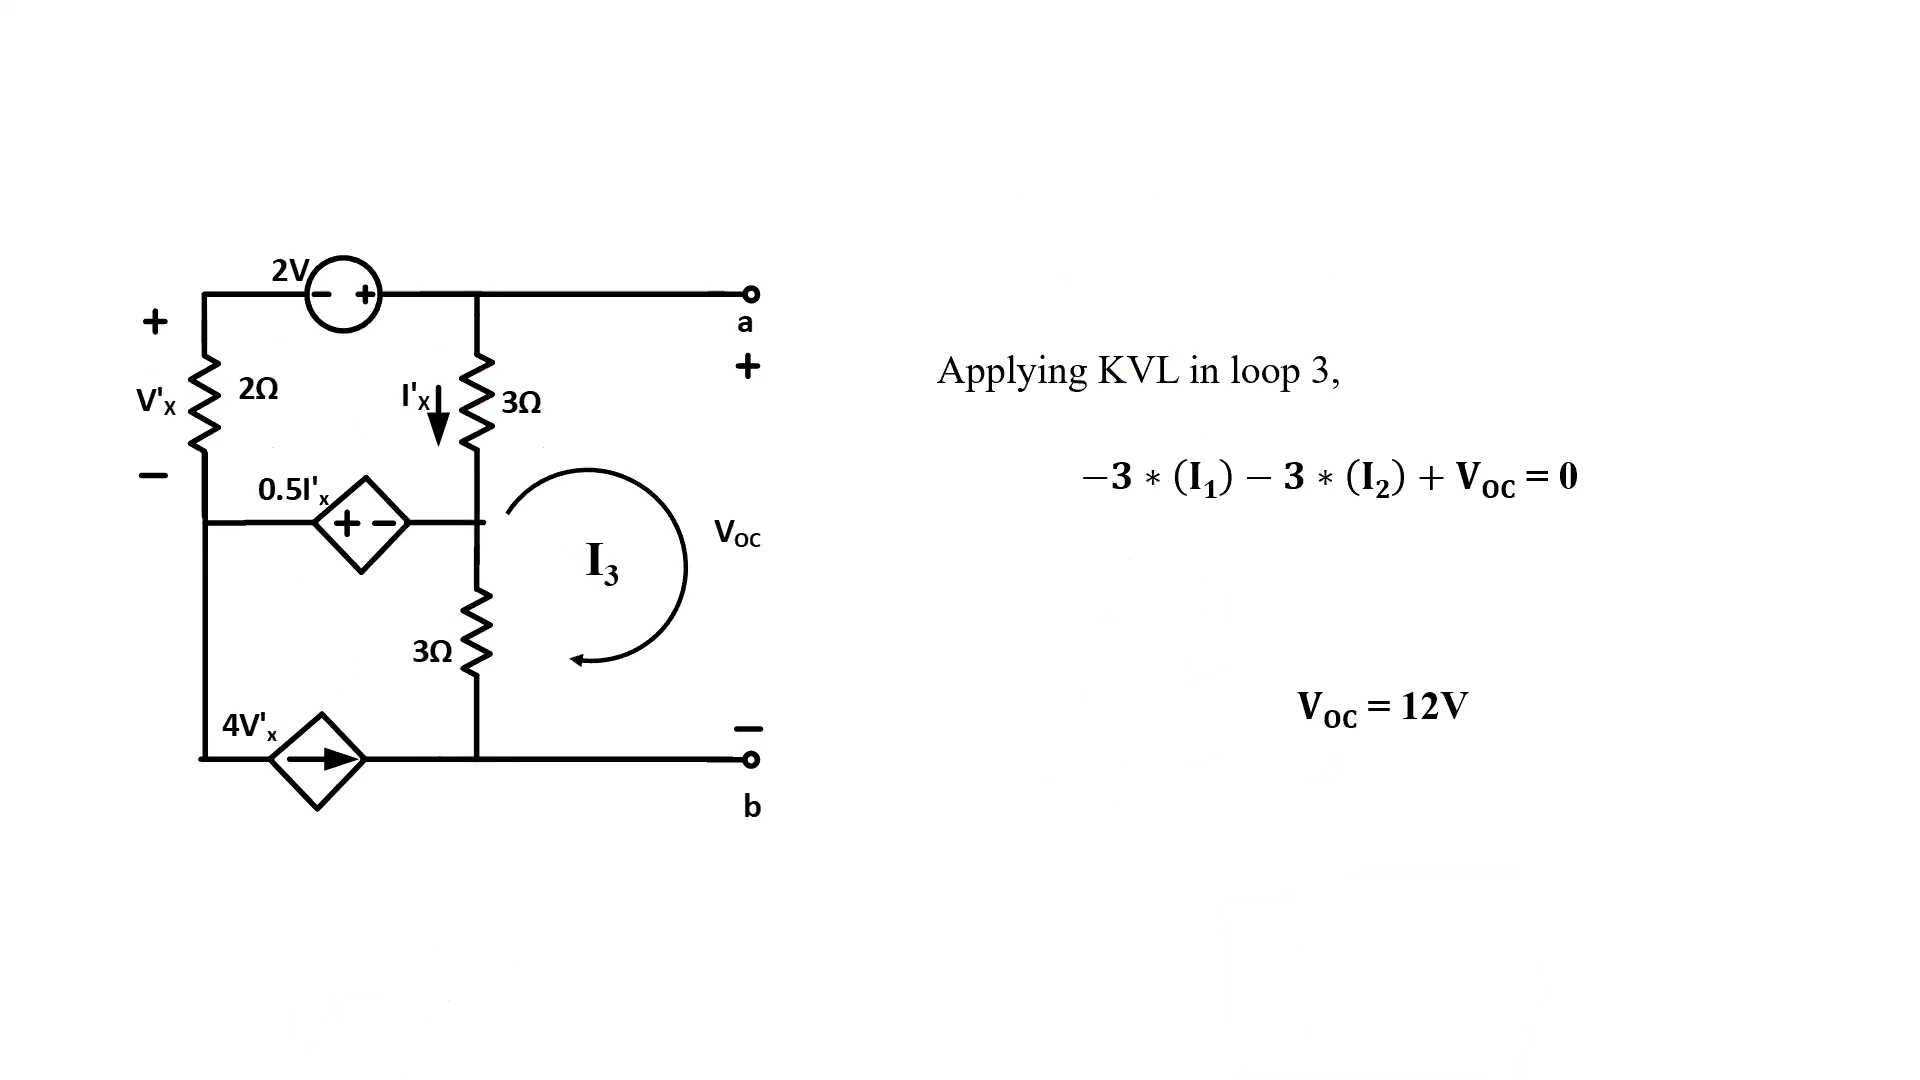 2V
− +
a
+
+
V'x
2Ω
I'x
3Ω
−
0.5I'x
+ −
I₃
Voc
3Ω
4V'x
−
b
Applying KVL in loop 3,
−3 * (I₁) − 3 * (I₂) + Voc = 0
Voc = 12V